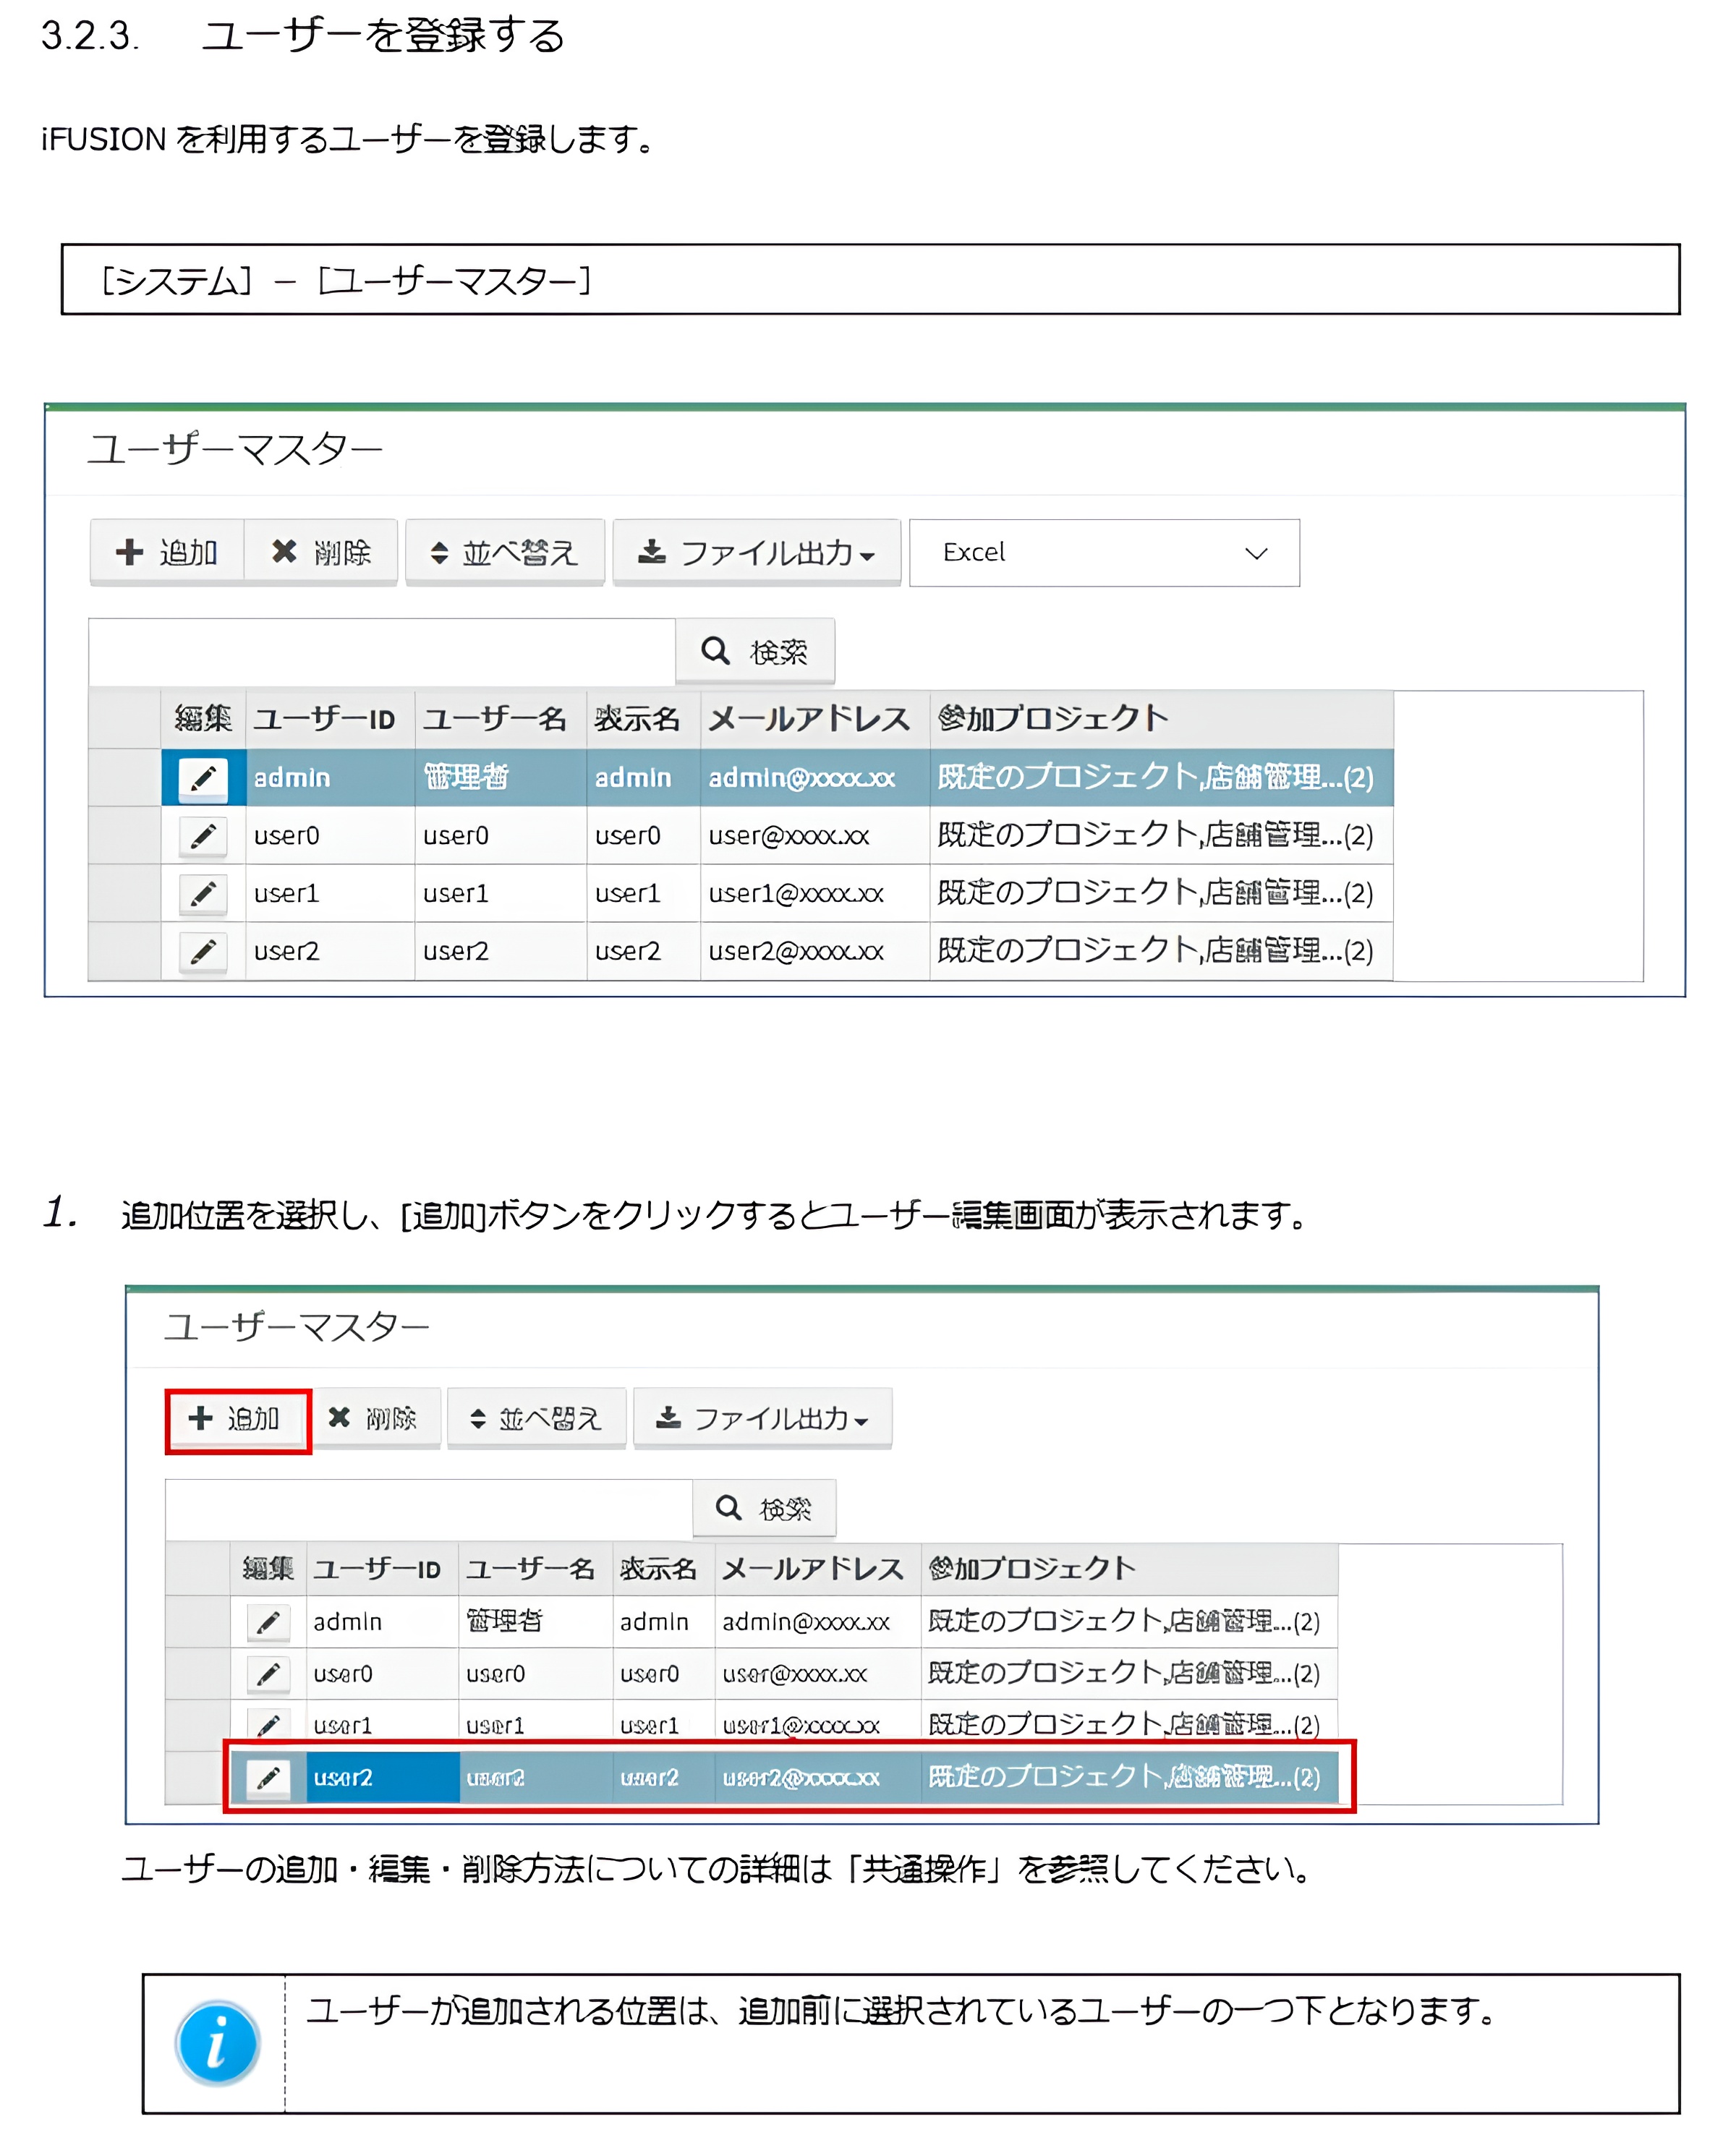 3.2.3. ユーザーを登録する
iFUSION を利用するユーザーを登録します。
[システム] － [ユーザーマスター]
ユーザーマスター
追加 削除 並べ替え ファイル出力 Excel
検索
編集 ユーザーID ユーザー名 表示名 メールアドレス 参加プロジェクト
admin 管理者 admin admin@xxxx.xx 既定のプロジェクト,店舗管理...(2)
user0 user0 user0 user@xxxx.xx 既定のプロジェクト,店舗管理...(2)
user1 user1 user1 user1@xxxx.xx 既定のプロジェクト,店舗管理...(2)
user2 user2 user2 user2@xxxx.xx 既定のプロジェクト,店舗管理...(2)
1. 追加位置を選択し、[追加]ボタンをクリックするとユーザー編集画面が表示されます。
ユーザーマスター
追加 削除 並べ替え ファイル出力
検索
編集 ユーザーID ユーザー名 表示名 メールアドレス 参加プロジェクト
admin 管理者 admin admin@xxxx.xx 既定のプロジェクト,店舗管理...(2)
user0 user0 user0 user@xxxx.xx 既定のプロジェクト,店舗管理...(2)
user1 user1 user1 user1@xxxx.xx 既定のプロジェクト,店舗管理...(2)
user2 user2 user2 user2@xxxx.xx 既定のプロジェクト,店舗管理...(2)
ユーザーの追加・編集・削除方法についての詳細は「共通操作」を参照してください。
ユーザーが追加される位置は、追加前に選択されているユーザーの一つ下となります。